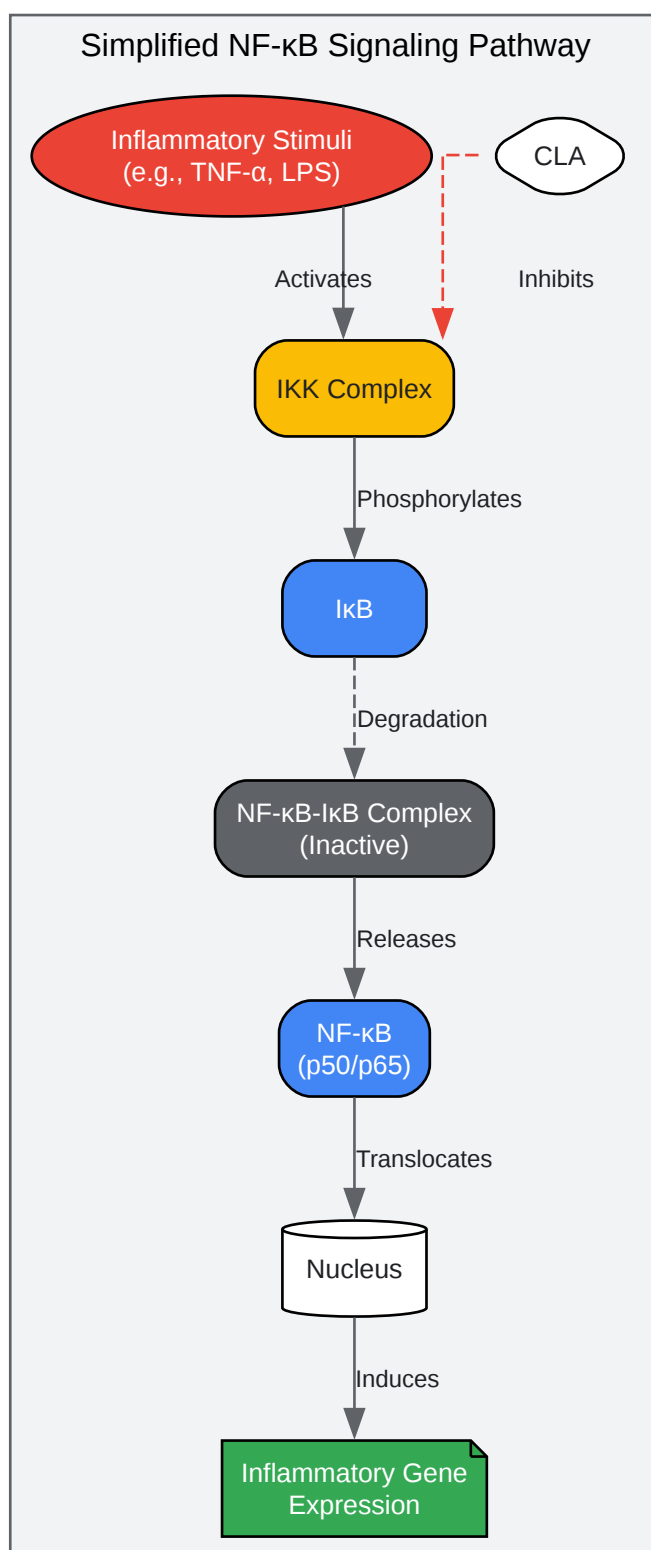 Simplified NF-κB Signaling Pathway
Inflammatory Stimuli
(e.g., TNF-α, LPS)
CLA
Activates
Inhibits
IKK Complex
Phosphorylates
IκB
Degradation
NF-κB-IκB Complex
(Inactive)
Releases
NF-κB
(p50/p65)
Translocates
Nucleus
Induces
Inflammatory Gene
Expression